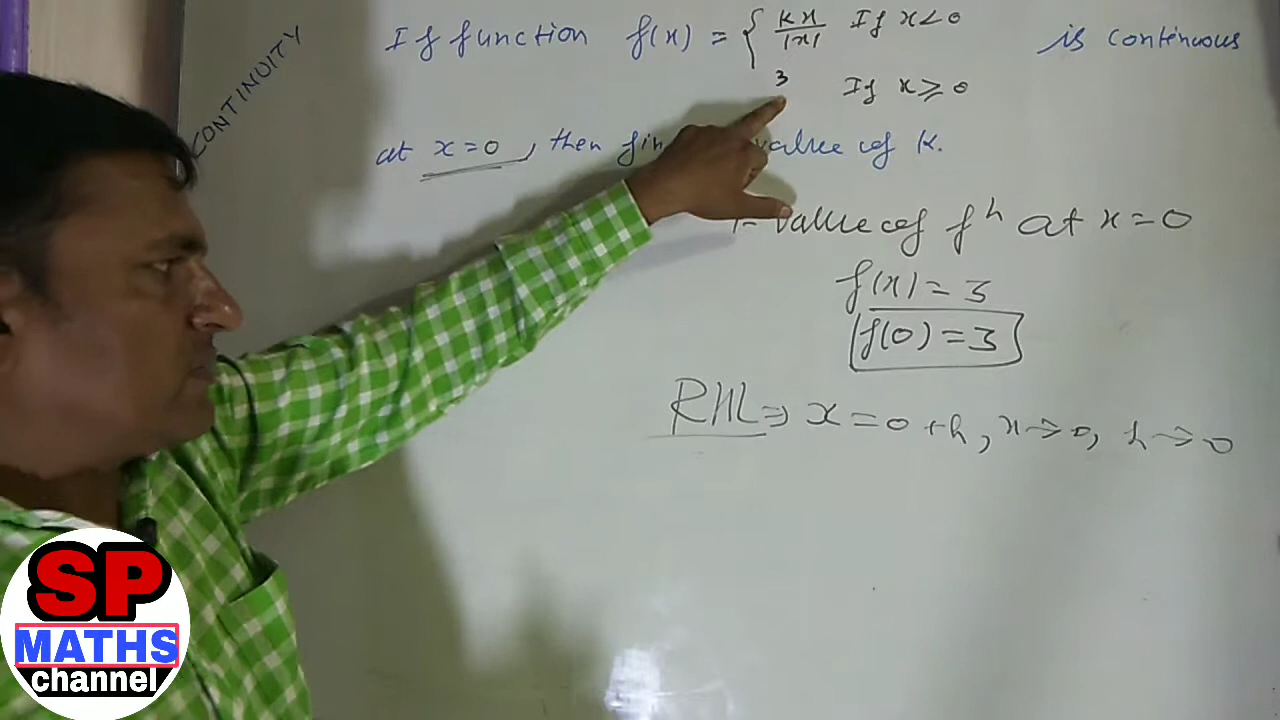 CONTINUITY
If function f(x) = { kx/|x| If x<0 is continuous
3 If x ≥ 0
at x=0, then value of K.
value of f^n at x=0
f(x) = 3
f(0) = 3
RHL ⇒ x = 0+h, x→0, h→0
SP
MATHS
channel